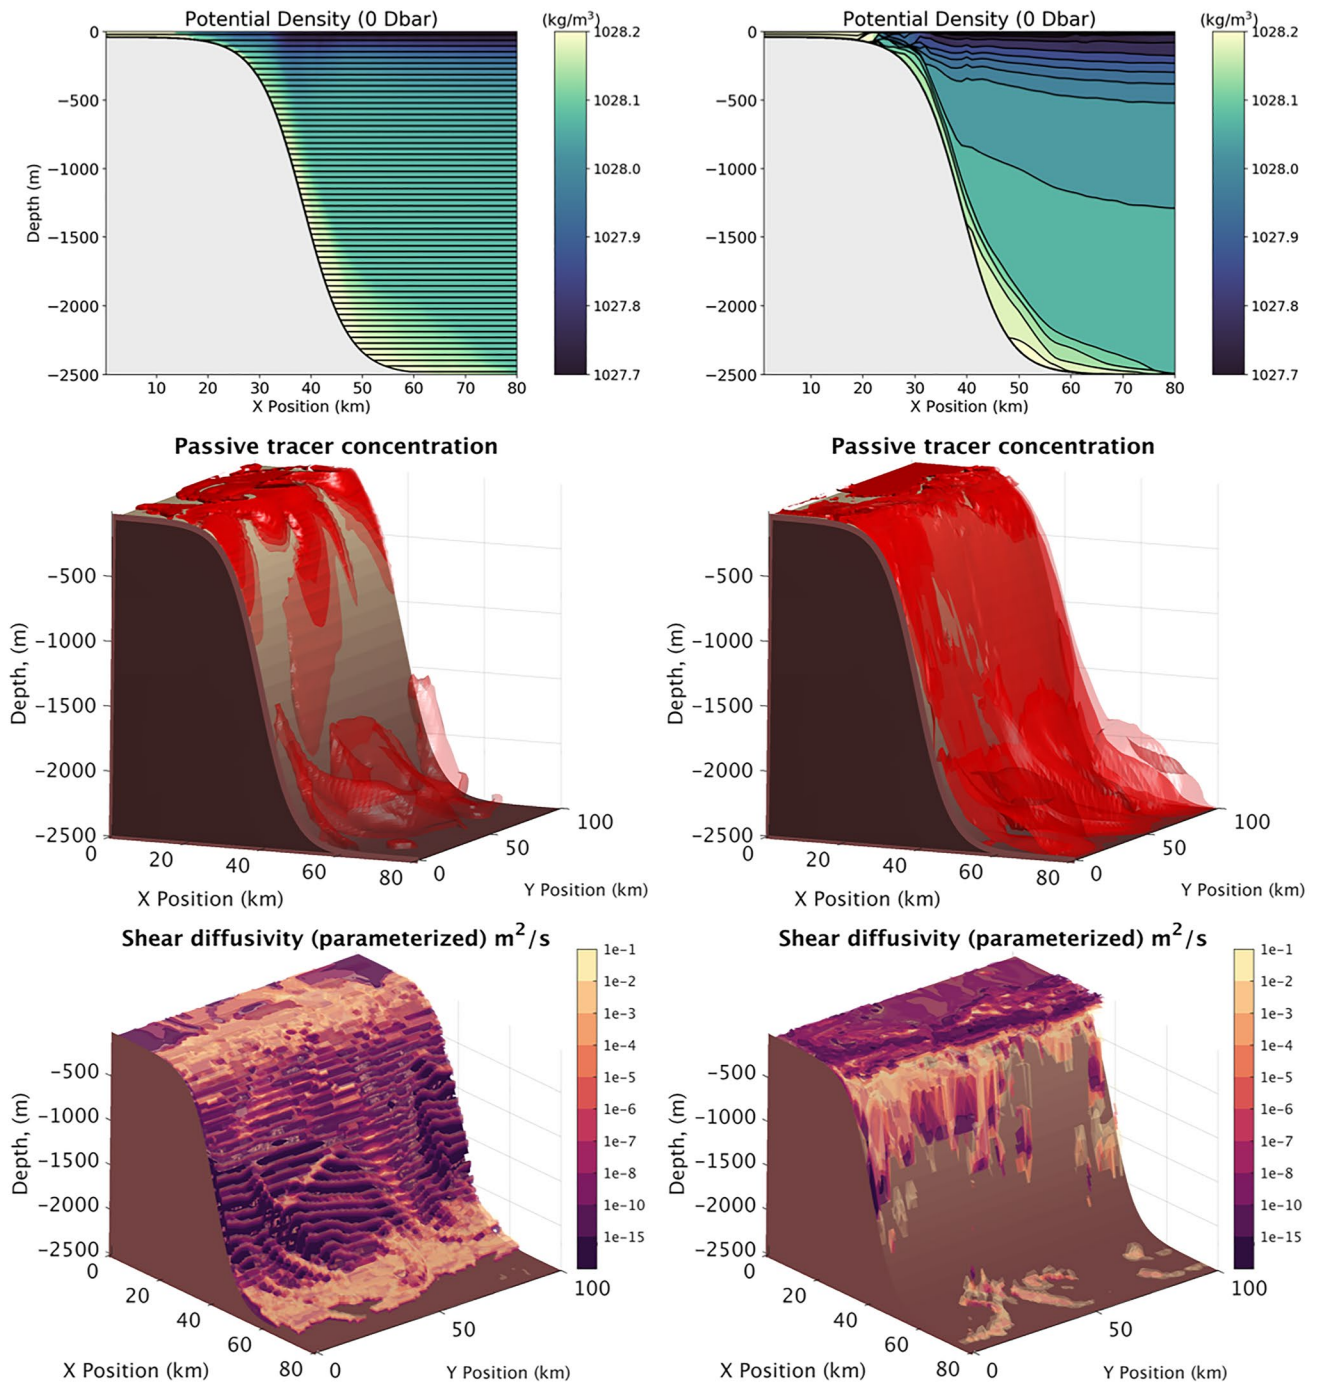 Potential Density (0 Dbar)
(kg/m³)
0
−500
−1000
−1500
−2000
−2500
Depth (m)
10 20 30 40 50 60 70 80
X Position (km)
1028.2
1028.1
1028.0
1027.9
1027.8
1027.7
Potential Density (0 Dbar)
(kg/m³)
0
−500
−1000
−1500
−2000
−2500
10 20 30 40 50 60 70 80
X Position (km)
1028.2
1028.1
1028.0
1027.9
1027.8
1027.7
Passive tracer concentration
−500
−1000
−1500
−2000
−2500
Depth, (m)
0 20 40 60 80
X Position (km)
0 50 100
Y Position (km)
Passive tracer concentration
−500
−1000
−1500
−2000
−2500
Depth, (m)
0 20 40 60 80
X Position (km)
0 50 100
Y Position (km)
Shear diffusivity (parameterized) m²/s
−500
−1000
−1500
−2000
−2500
Depth, (m)
0 20 40 60 80
X Position (km)
0 50 100
Y Position (km)
1e-1
1e-2
1e-3
1e-4
1e-5
1e-6
1e-7
1e-8
1e-10
1e-15
Shear diffusivity (parameterized) m²/s
−500
−1000
−1500
−2000
−2500
Depth, (m)
0 20 40 60 80
X Position (km)
0 50 100
Y Position (km)
1e-1
1e-2
1e-3
1e-4
1e-5
1e-6
1e-7
1e-8
1e-10
1e-15